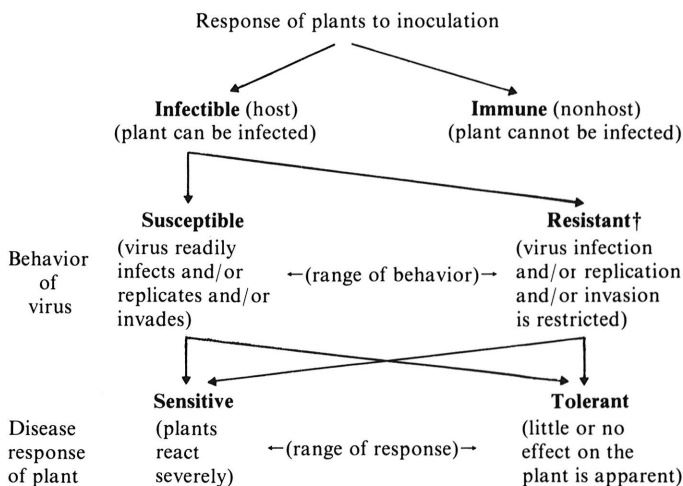 Response of plants to inoculation
Infectible (host)
(plant can be infected)
Immune (nonhost)
(plant cannot be infected)
Behavior
of
virus
Susceptible
(virus readily
infects and/or
replicates and/or
invades)
←(range of behavior)→
Resistant†
(virus infection
and/or replication
and/or invasion
is restricted)
Disease
response
of plant
Sensitive
(plants
react
severely)
←(range of response)→
Tolerant
(little or no
effect on the
plant is apparent)